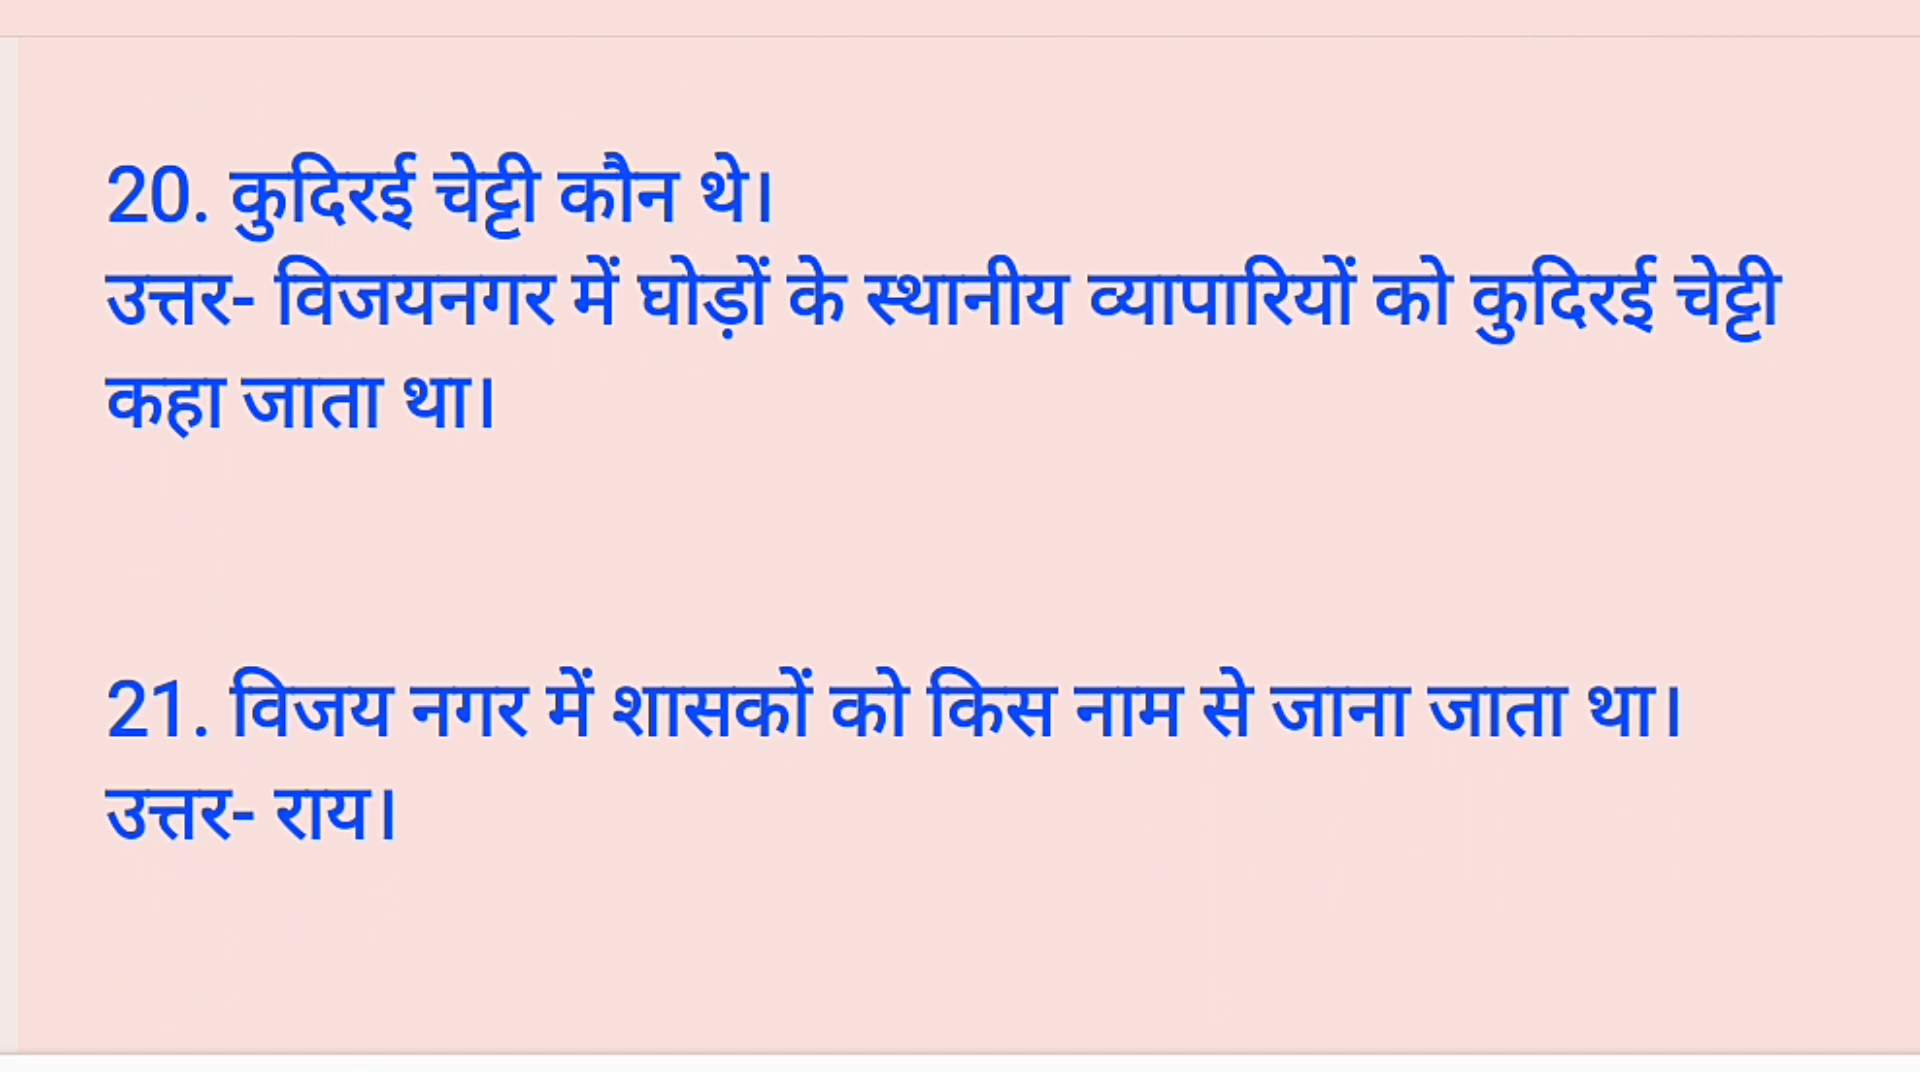 20. कुदिरई चेट्टी कौन थे।
उत्तर- विजयनगर में घोड़ों के स्थानीय व्यापारियों को कुदिरई चेट्टी
कहा जाता था।
21. विजय नगर में शासकों को किस नाम से जाना जाता था।
उत्तर- राय।